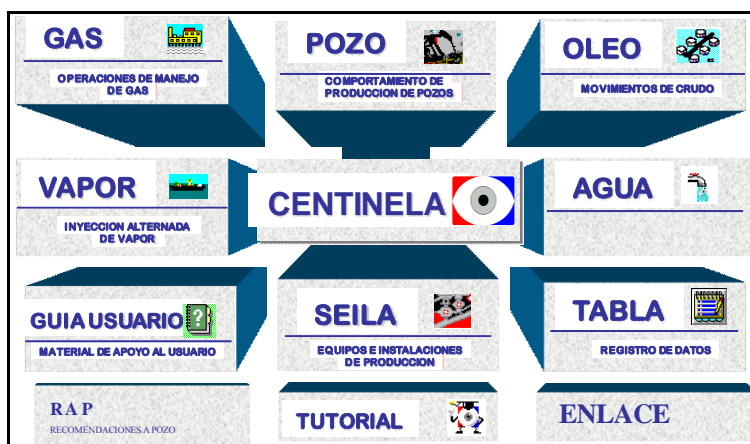 GAS
OPERACIONES DE MANEJO
DE GAS
POZO
COMPORTAMIENTO DE
PRODUCCION DE POZOS
OLEO
MOVIMIENTOS DE CRUDO
VAPOR
INYECCION ALTERNADA
DE VAPOR
CENTINELA
AGUA
GUIA USUARIO
MATERIAL DE APOYO AL USUARIO
SEILA
EQUIPOS E INSTALACIONES
DE PRODUCCION
TABLA
REGISTRO DE DATOS
RAP
RECOMENDACIONES A POZO
TUTORIAL
ENLACE